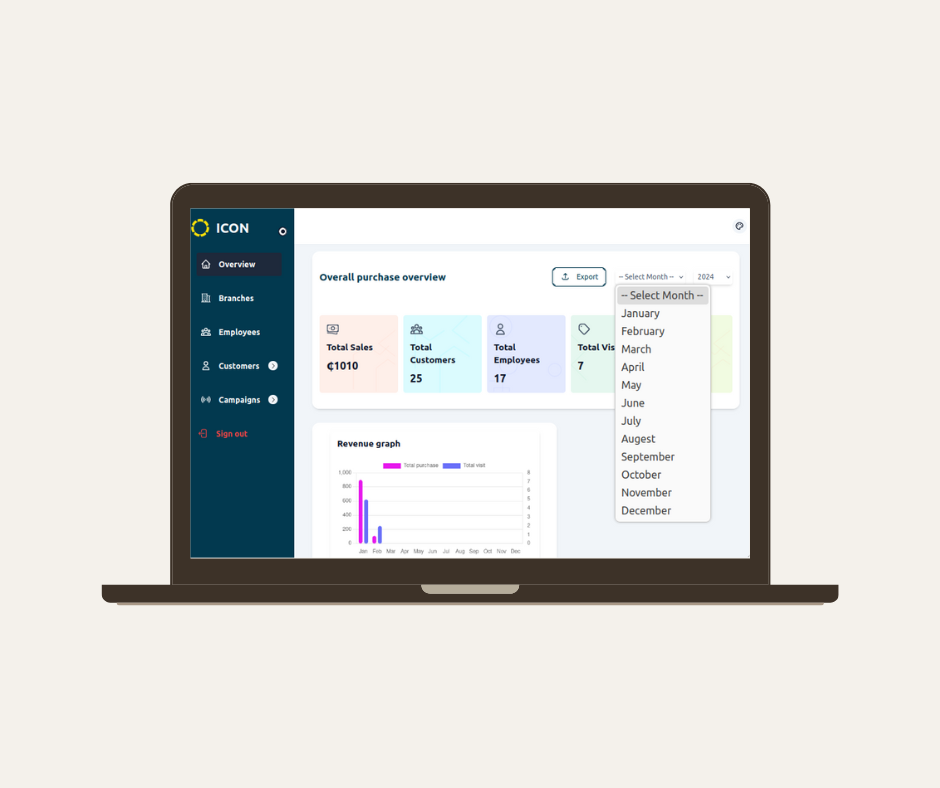 ICON
Overview
Branches
Employees
Customers
Campaigns
Sign out
Overall purchase overview
Export
-- Select Month --
2024
-- Select Month --
January
February
March
April
May
June
July
Augest
September
October
November
December
Total Sales
₵1010
Total
Customers
25
Total
Employees
17
Total Vis
7
Revenue graph
Total purchase
Total visit
1,000
800
600
400
200
0
8
7
6
5
4
3
2
1
0
Jan Feb Mar Apr May Jun Jul Aug Sep Oct Nov Dec